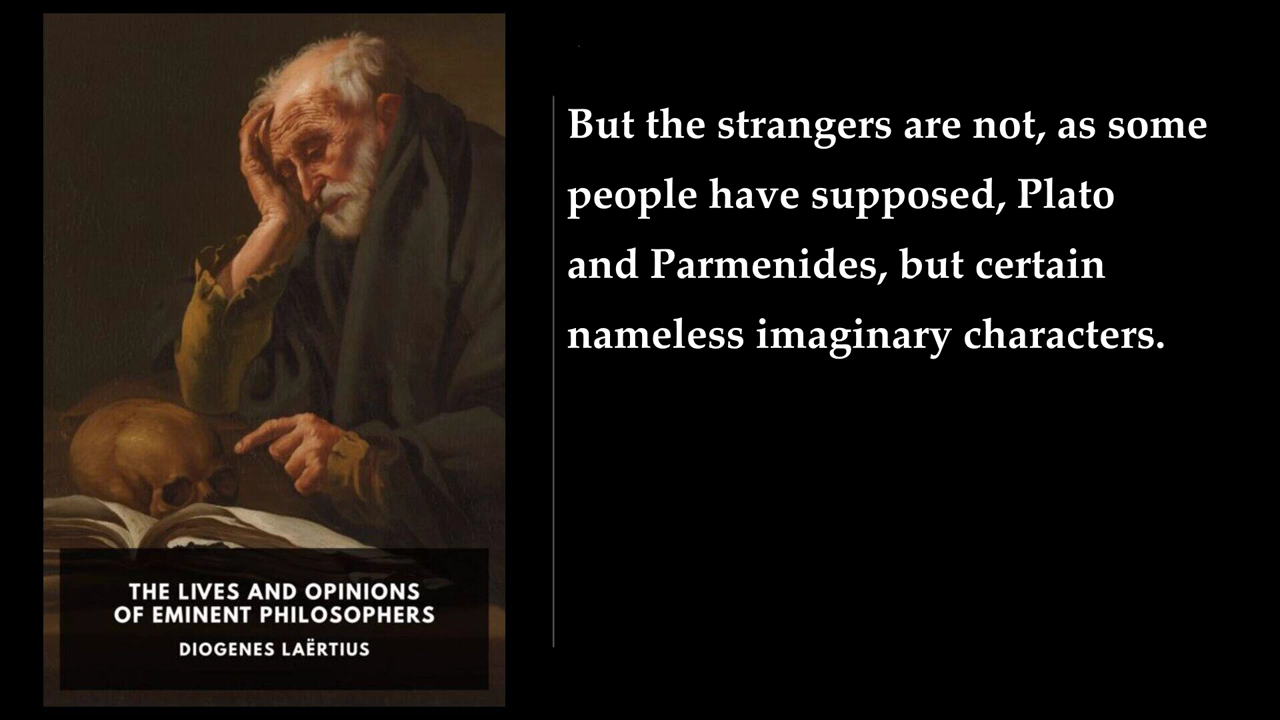 THE LIVES AND OPINIONS
OF EMINENT PHILOSOPHERS
DIOGENES LAËRTIUS
But the strangers are not, as some
people have supposed, Plato
and Parmenides, but certain
nameless imaginary characters.